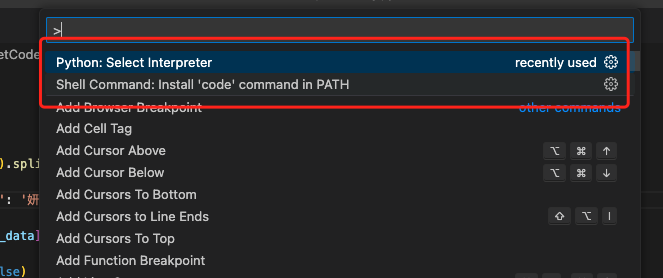 >
etCode
Python: Select Interpreter recently used
Shell Command: Install 'code' command in PATH
Add Browser Breakpoint other commands
Add Cell Tag
).spli
Add Cursor Above ⌥ ⌘ ↑
Add Cursor Below ⌥ ⌘ ↓
Add Cursors To Bottom
': '妍
Add Cursors to Line Ends ⇧ ⌥ I
_data]
Add Cursors To Top
Add Function Breakpoint
lse)